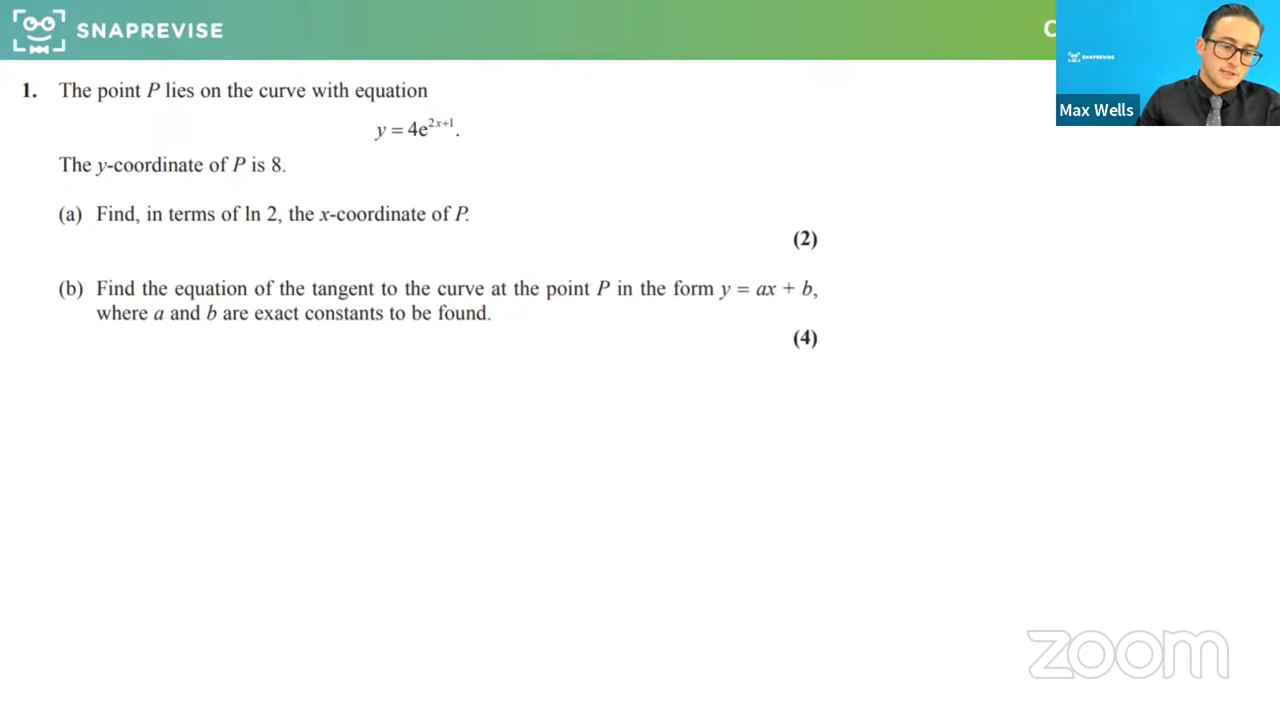 SNAPREVISE
C
SNAPREVISE
Max Wells
1. The point P lies on the curve with equation
y = 4e^{2x+1}.
The y-coordinate of P is 8.
(a) Find, in terms of ln 2, the x-coordinate of P.
(2)
(b) Find the equation of the tangent to the curve at the point P in the form y = ax + b,
where a and b are exact constants to be found.
(4)
zoom